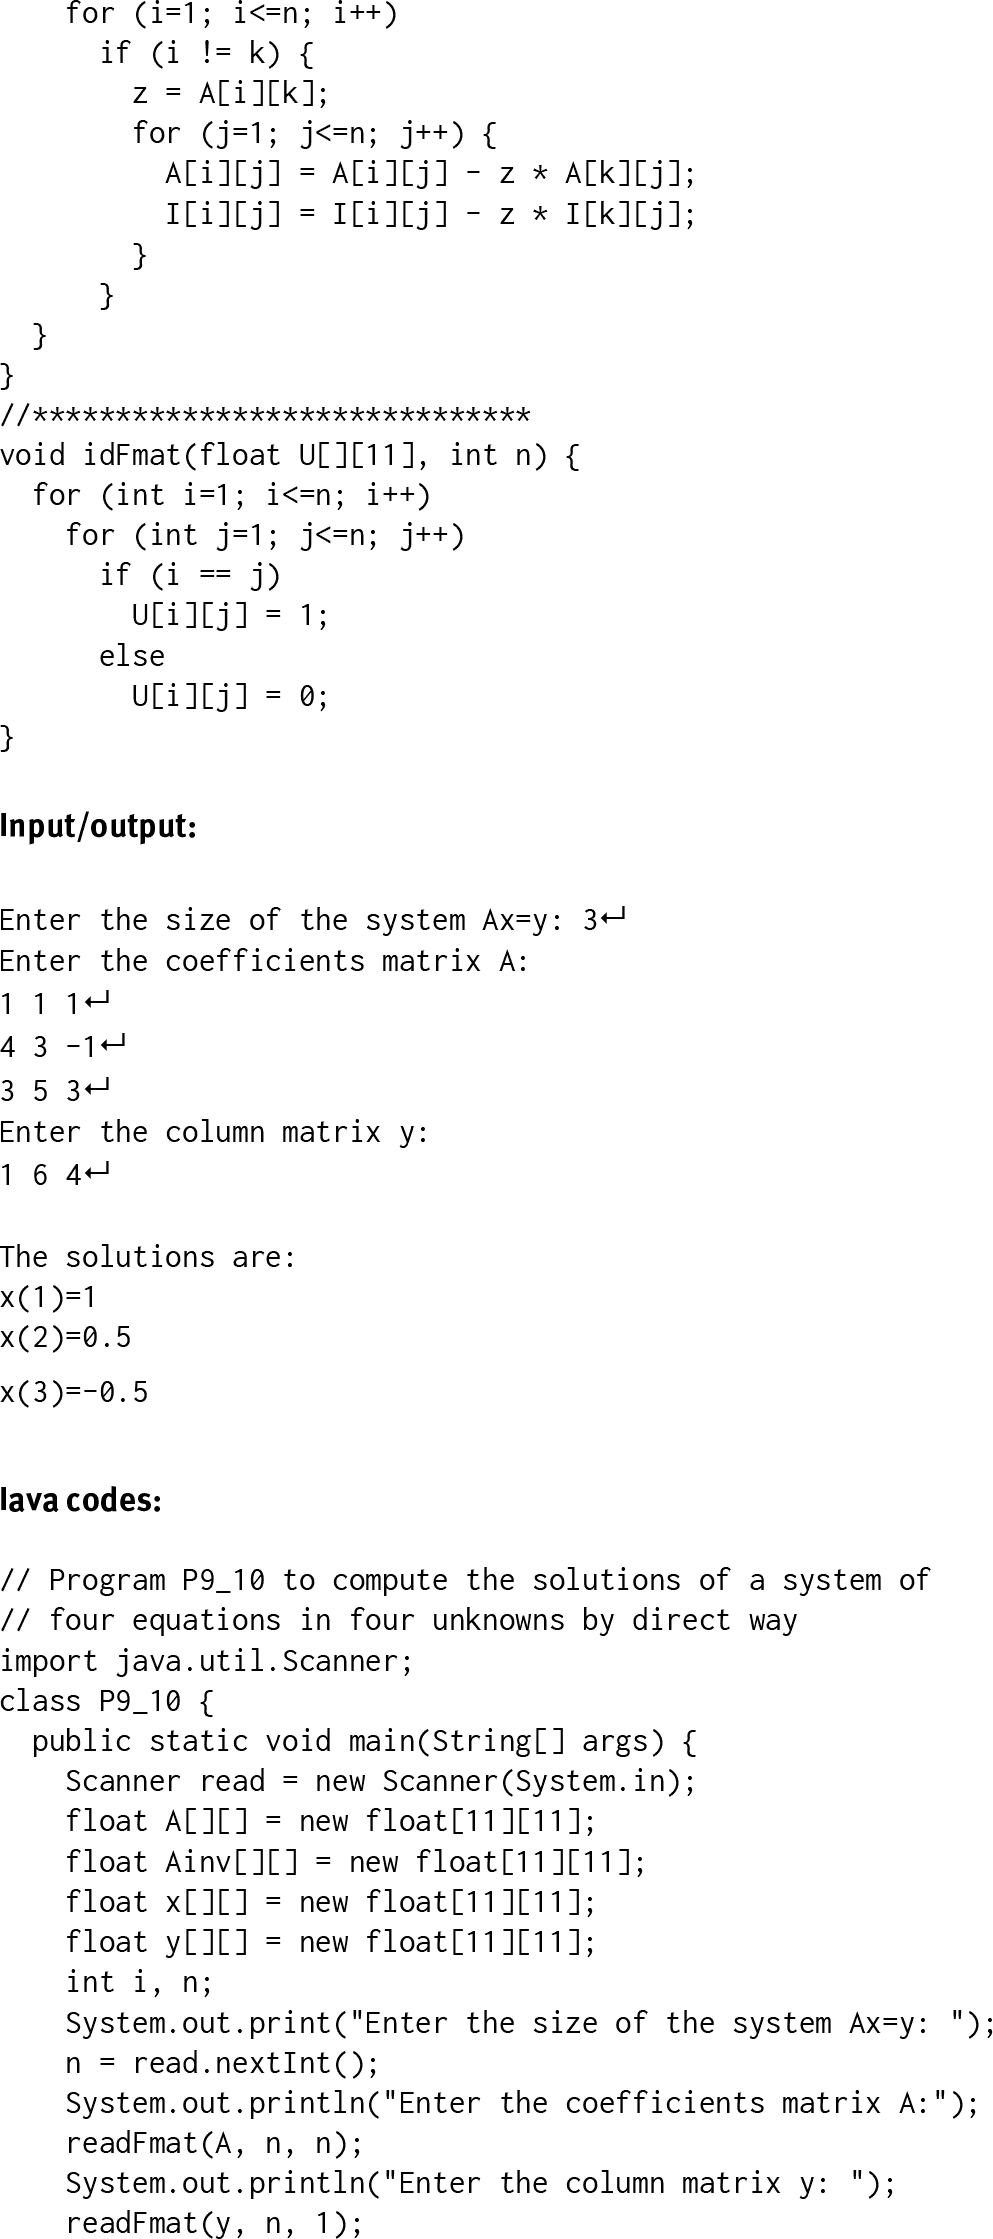 for (i=1; i<=n; i++)
      if (i != k) {
        z = A[i][k];
        for (j=1; j<=n; j++) {
          A[i][j] = A[i][j] - z * A[k][j];
          I[i][j] = I[i][j] - z * I[k][j];
        }
      }
  }
}
//******************************
void idFmat(float U[][11], int n) {
  for (int i=1; i<=n; i++)
    for (int j=1; j<=n; j++)
      if (i == j)
        U[i][j] = 1;
      else
        U[i][j] = 0;
}
Input/output:
Enter the size of the system Ax=y: 3↵
Enter the coefficients matrix A:
1 1 1↵
4 3 -1↵
3 5 3↵
Enter the column matrix y:
1 6 4↵
The solutions are:
x(1)=1
x(2)=0.5
x(3)=-0.5
Java codes:
// Program P9_10 to compute the solutions of a system of
// four equations in four unknowns by direct way
import java.util.Scanner;
class P9_10 {
  public static void main(String[] args) {
    Scanner read = new Scanner(System.in);
    float A[][] = new float[11][11];
    float Ainv[][] = new float[11][11];
    float x[][] = new float[11][11];
    float y[][] = new float[11][11];
    int i, n;
    System.out.print("Enter the size of the system Ax=y: ");
    n = read.nextInt();
    System.out.println("Enter the coefficients matrix A:");
    readFmat(A, n, n);
    System.out.println("Enter the column matrix y: ");
    readFmat(y, n, 1);